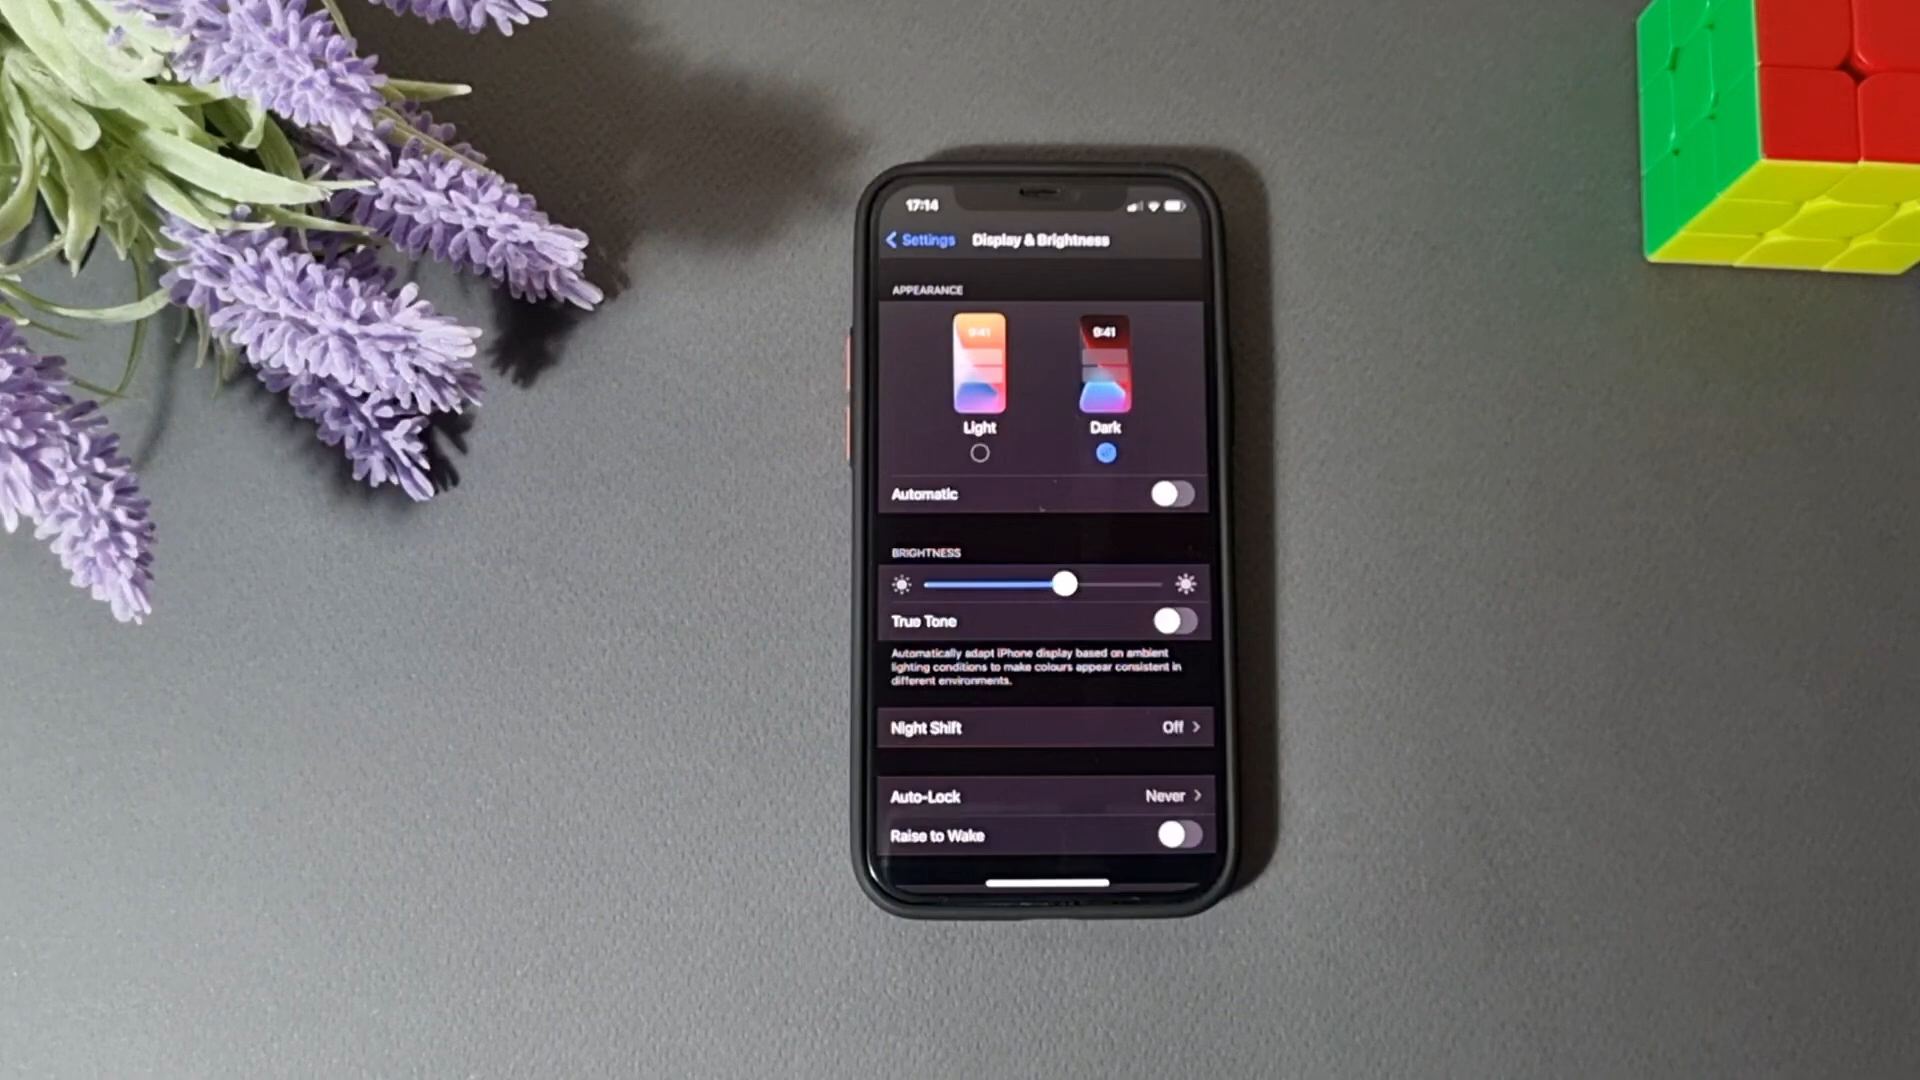 17:14
Settings Display & Brightness
APPEARANCE
9:41 9:41
Light Dark
Automatic
BRIGHTNESS
True Tone
Automatically adapt iPhone display based on ambient
lighting conditions to make colours appear consistent in
different environments.
Night Shift Off
Auto-Lock Never
Raise to Wake